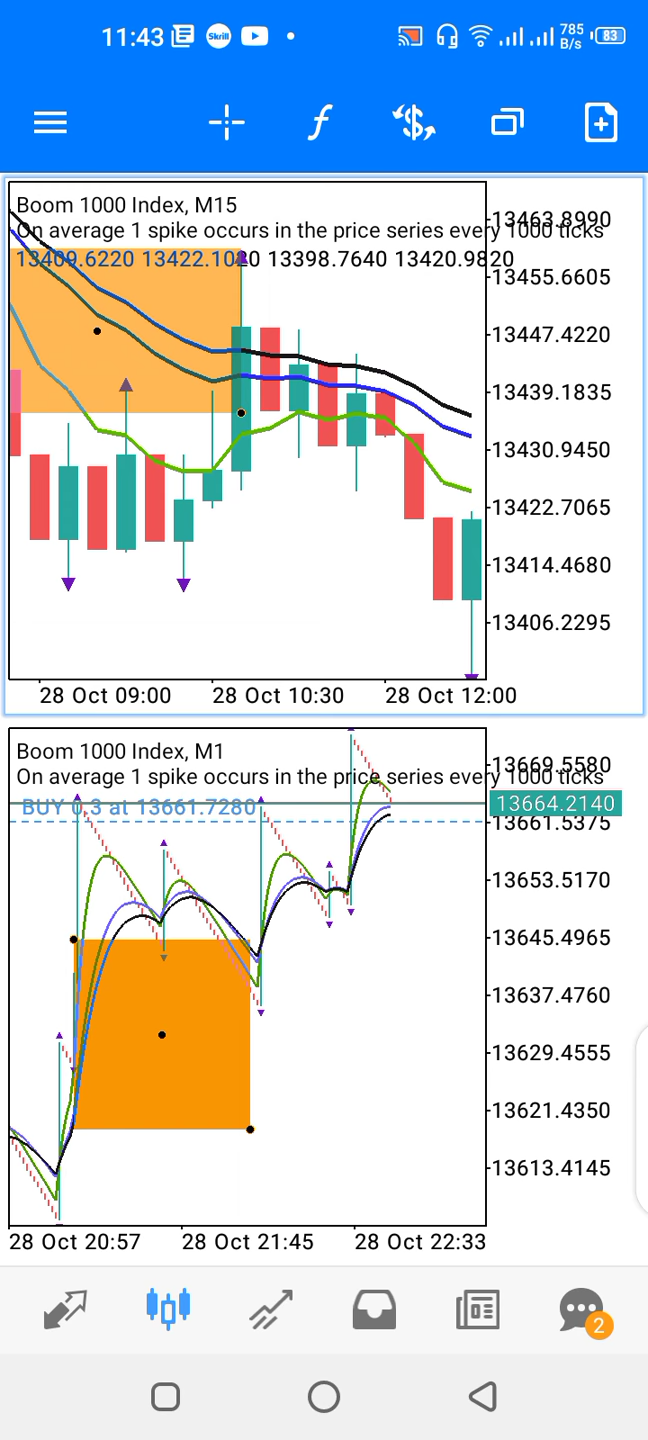 11:43
Skrill
785
B/s
83
Boom 1000 Index, M15
On average 1 spike occurs in the price series every 1000 ticks
13409.6220 13422.1020 13398.7640 13420.9820
13463.8990
13455.6605
13447.4220
13439.1835
13430.9450
13422.7065
13414.4680
13406.2295
28 Oct 09:00 28 Oct 10:30 28 Oct 12:00
Boom 1000 Index, M1
On average 1 spike occurs in the price series every 1000 ticks
BUY 0.3 at 13661.7280
13669.5580
13664.2140
13661.5375
13653.5170
13645.4965
13637.4760
13629.4555
13621.4350
13613.4145
28 Oct 20:57 28 Oct 21:45 28 Oct 22:33
2